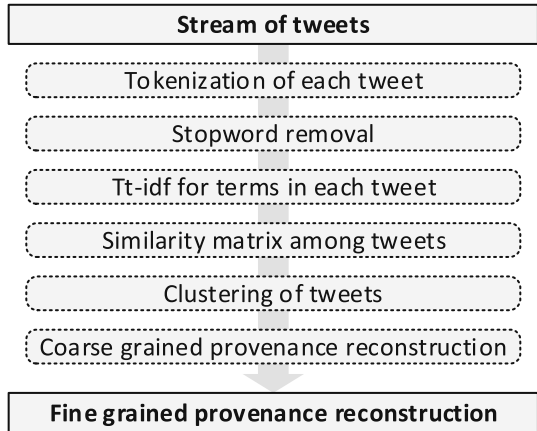 Stream of tweets
Tokenization of each tweet
Stopword removal
Tt-idf for terms in each tweet
Similarity matrix among tweets
Clustering of tweets
Coarse grained provenance reconstruction
Fine grained provenance reconstruction